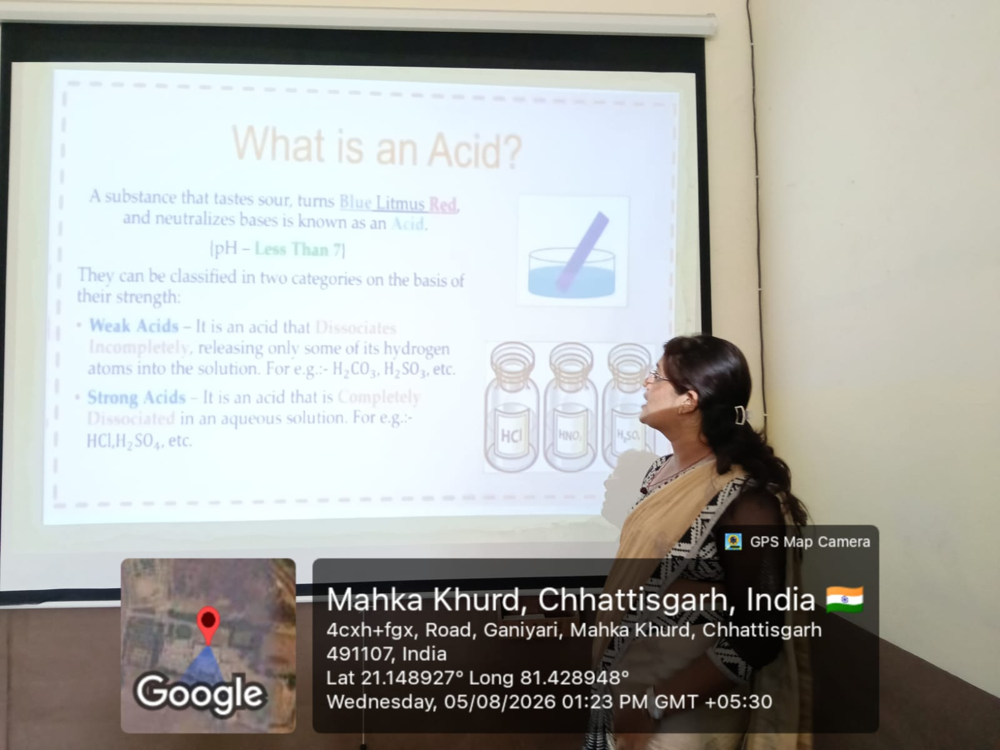 What is an Acid?
A substance that tastes sour, turns Blue Litmus Red,
and neutralizes bases is known as an Acid.
{pH – Less Than 7}
They can be classified in two categories on the basis of
their strength:
• Weak Acids – It is an acid that Dissociates
Incompletely, releasing only some of its hydrogen
atoms into the solution. For e.g.:- H₂CO₃, H₂SO₃, etc.
• Strong Acids – It is an acid that is Completely
Dissociated in an aqueous solution. For e.g.:-
HCl,H₂SO₄, etc.
HCl
HNO₃
H₂SO₄
GPS Map Camera
Mahka Khurd, Chhattisgarh, India
4cxh+fgx, Road, Ganiyari, Mahka Khurd, Chhattisgarh
491107, India
Lat 21.148927° Long 81.428948°
Wednesday, 05/08/2026 01:23 PM GMT +05:30
Google